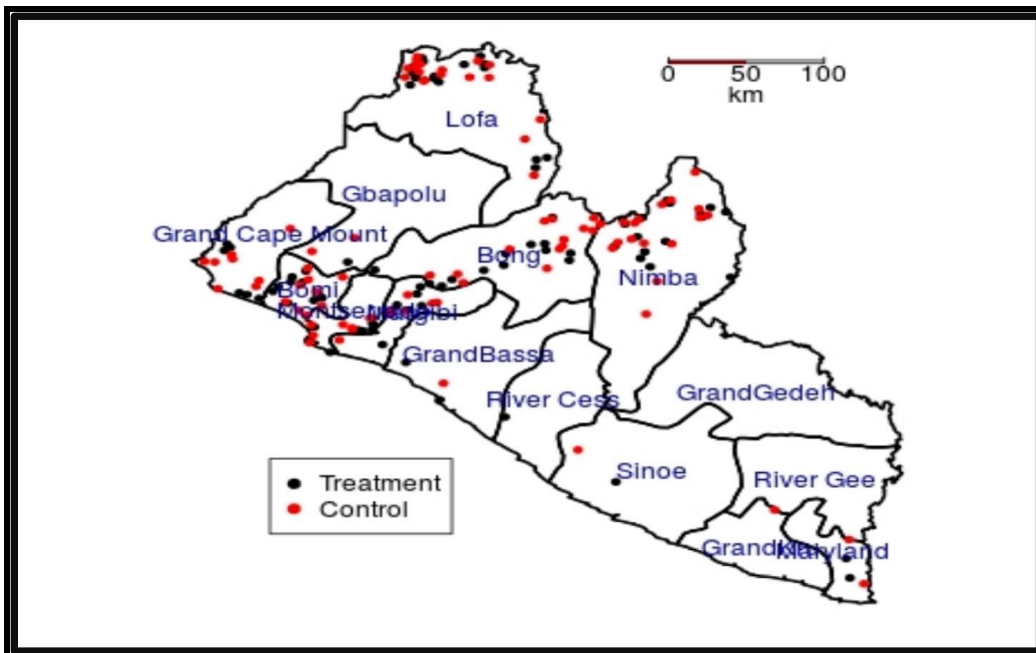 0 50 100
km
Lofa
Gbapolu
Grand Cape Mount
Bong
Nimba
Bomi
GrandBassa
River Cess
GrandGedeh
Sinoe
River Gee
Maryland
Treatment
Control